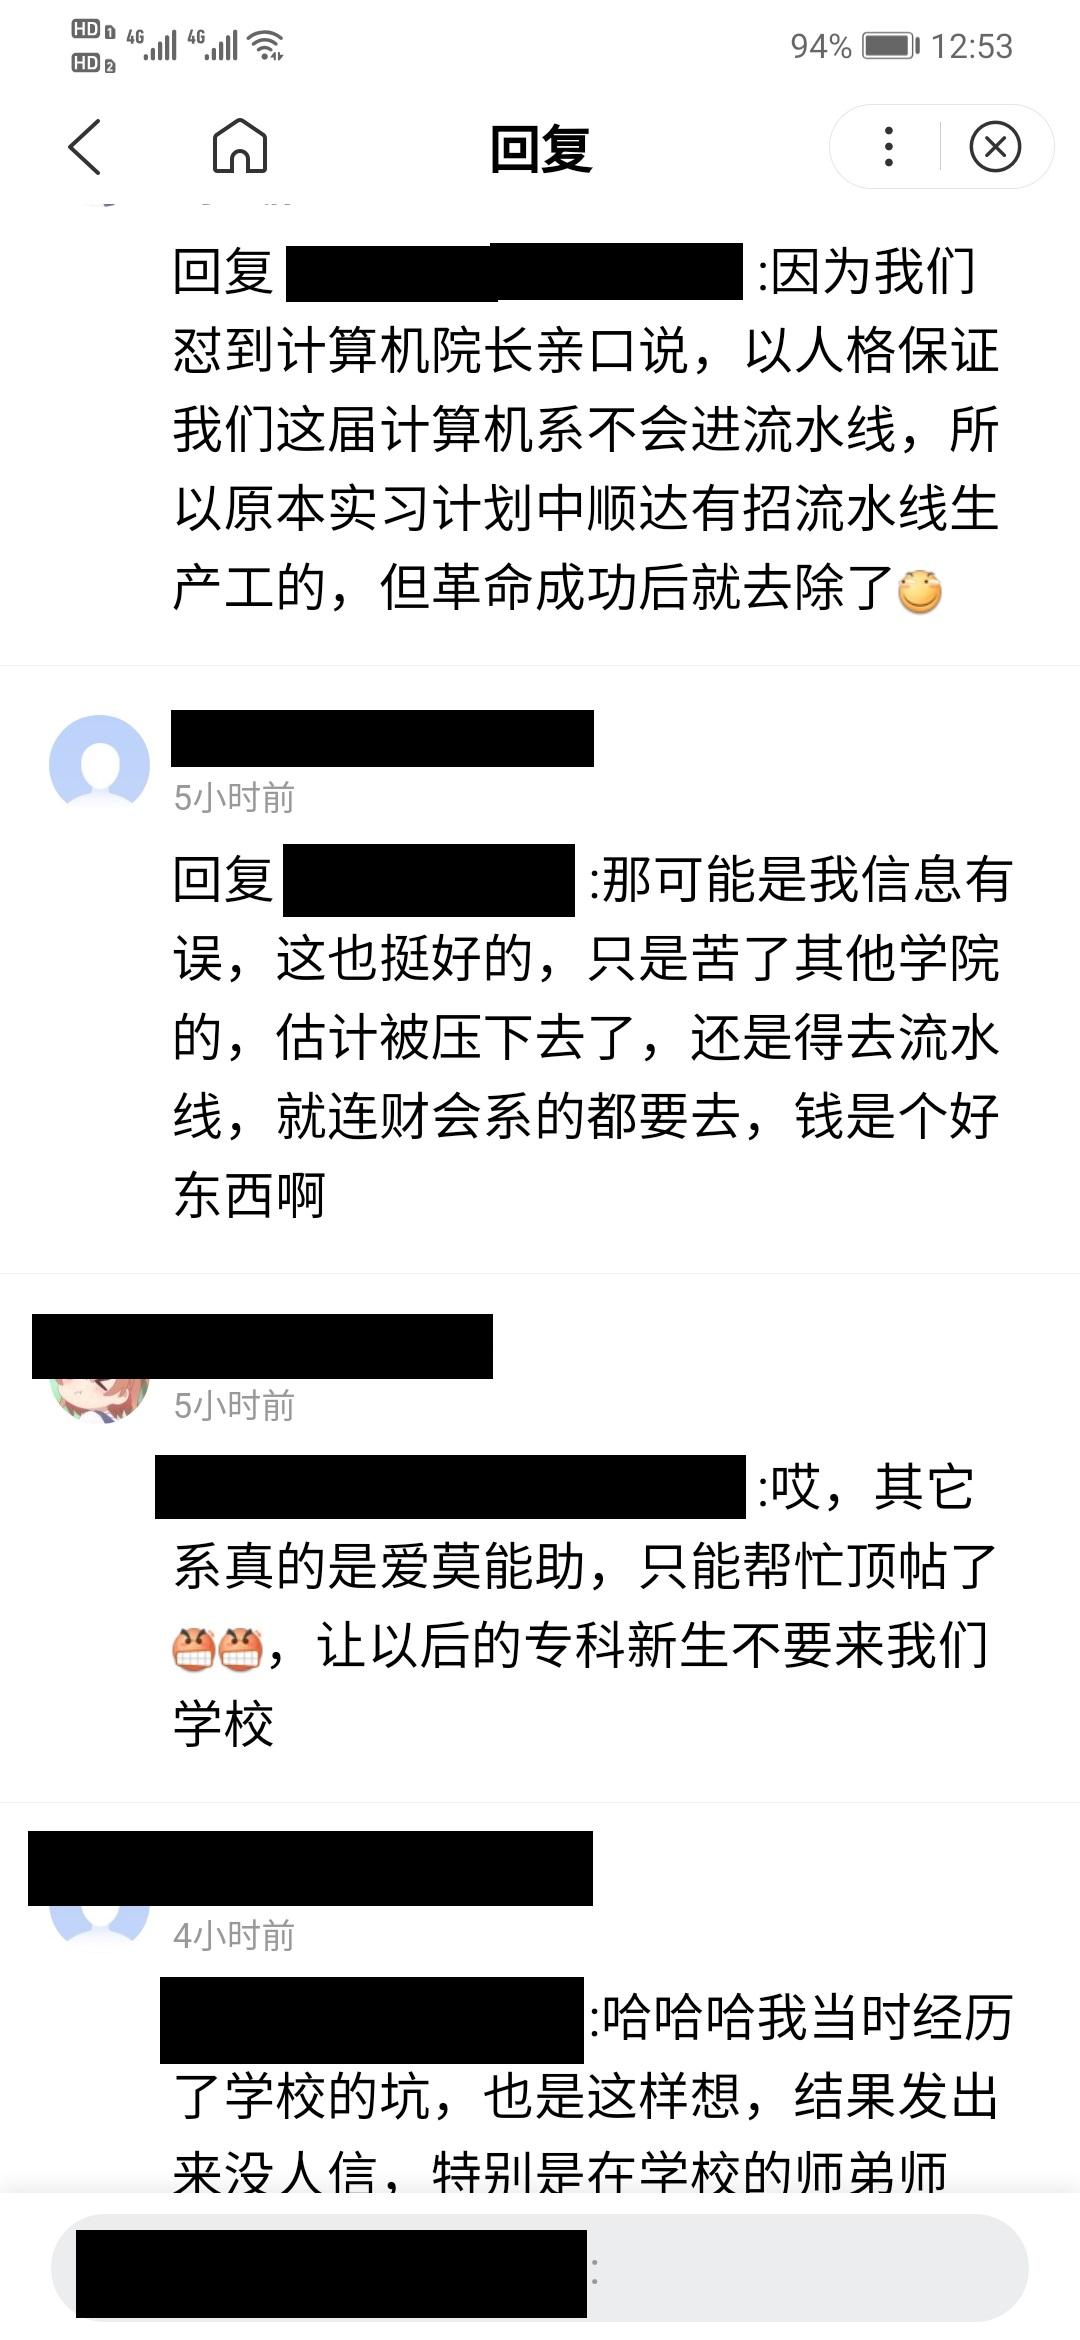 HD 1 4G 4G 94% 12:53
HD 2
回复
回复 :因为我们
怼到计算机院长亲口说，以人格保证
我们这届计算机系不会进流水线，所
以原本实习计划中顺达有招流水线生
产工的，但革命成功后就去除了
5小时前
回复 :那可能是我信息有
误，这也挺好的，只是苦了其他学院
的，估计被压下去了，还是得去流水
线，就连财会系的都要去，钱是个好
东西啊
5小时前
:哎，其它
系真的是爱莫能助，只能帮忙顶帖了
，让以后的专科新生不要来我们
学校
4小时前
:哈哈哈我当时经历
了学校的坑，也是这样想，结果发出
来没人信，特别是在学校的师弟师
: